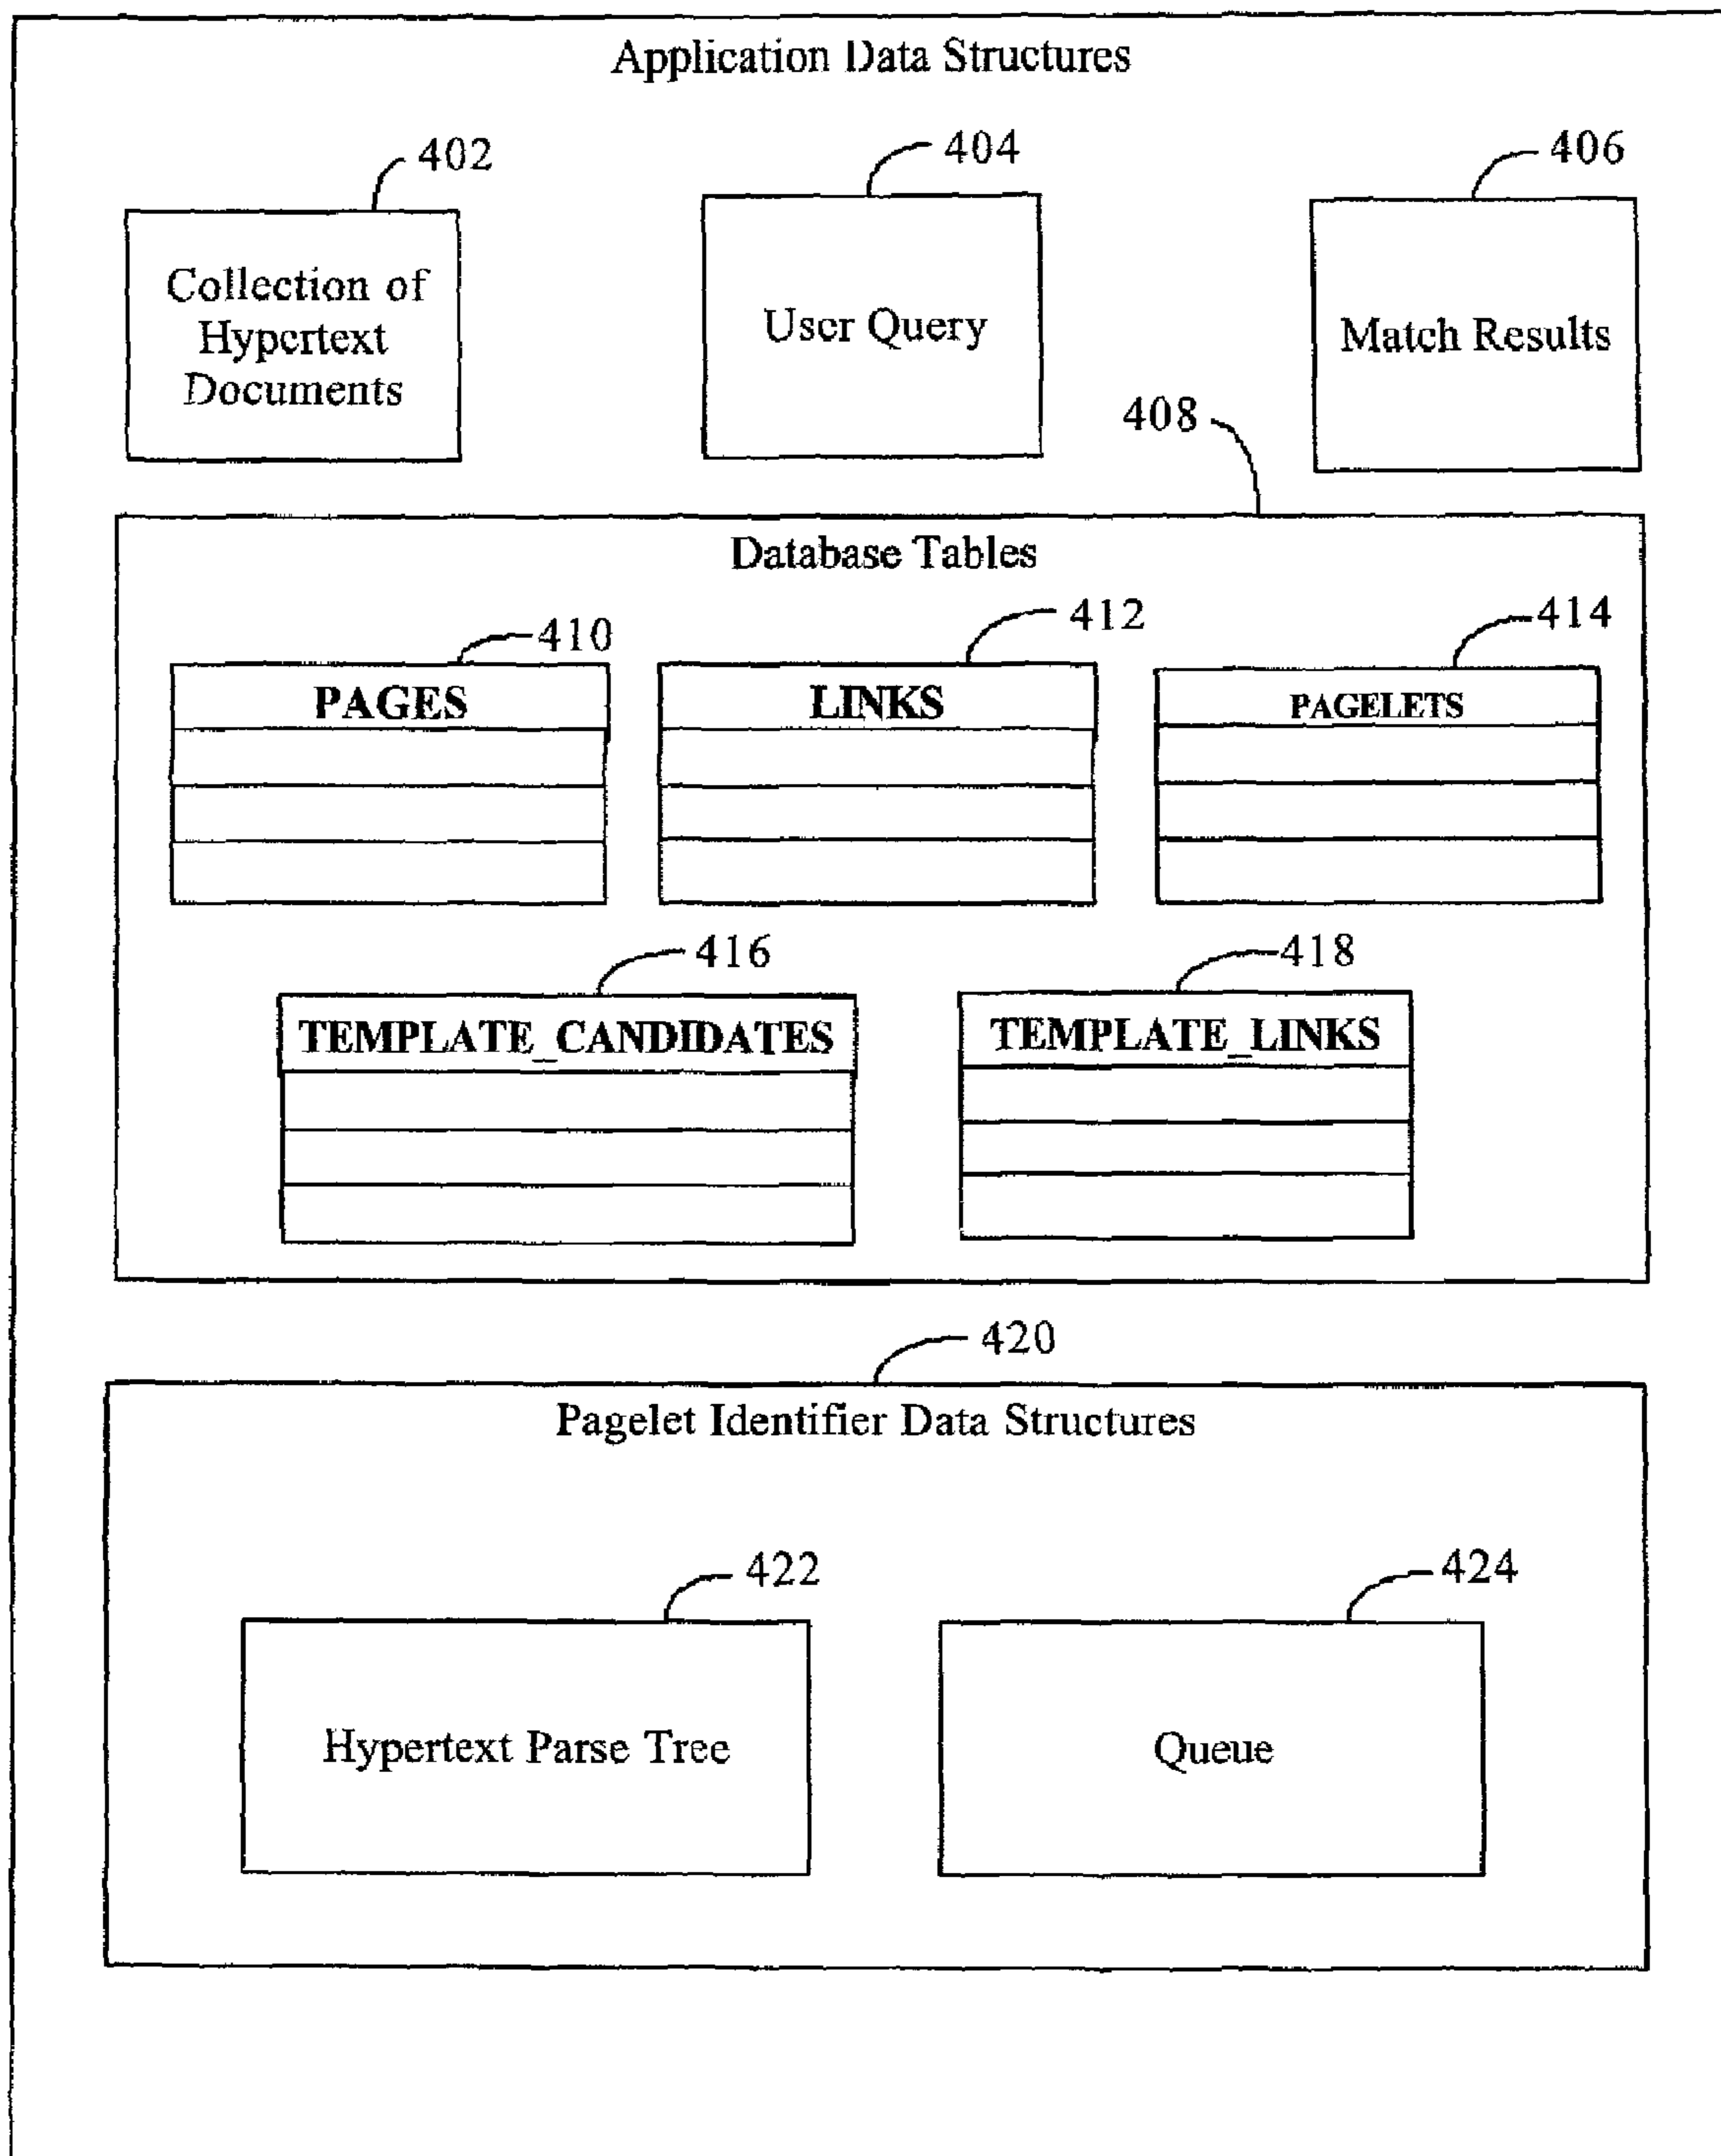 Application Data Structures
402
404
406
Collection of
Hypertext
Documents
User Query
Match Results
408
Database Tables
410
412
414
PAGES
LINKS
PAGELETS
416
418
TEMPLATE_CANDIDATES
TEMPLATE_LINKS
420
Pagelet Identifier Data Structures
422
424
Hypertext Parse Tree
Queue